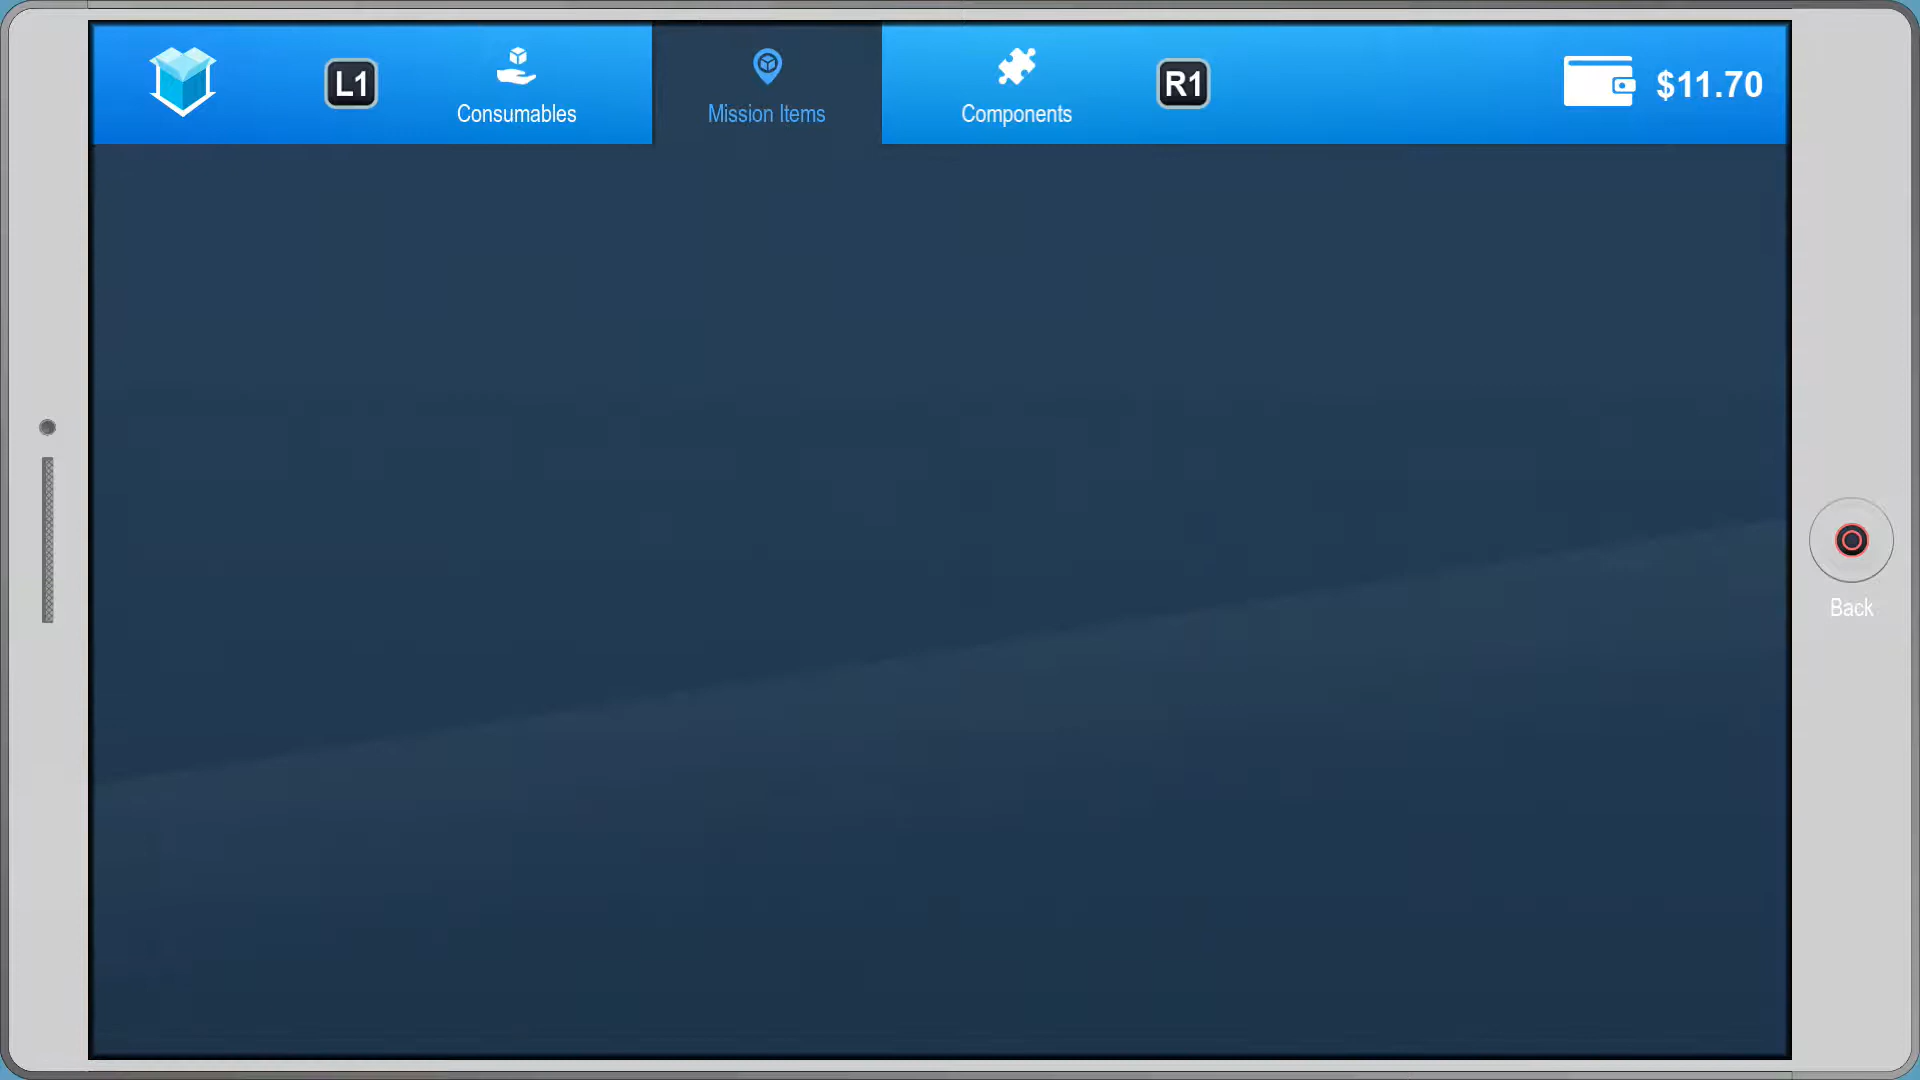 L1
Consumables
Mission Items
Components
R1
$11.70
Back